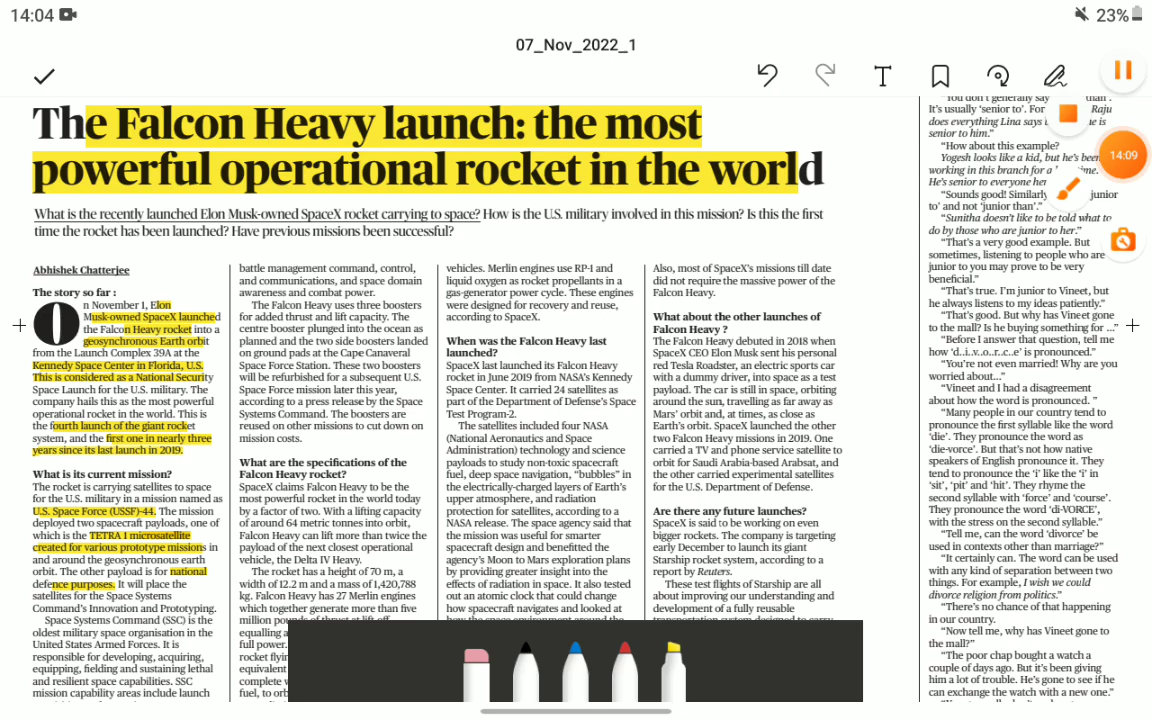 14:04
23%
07_Nov_2022_1
14:09
The Falcon Heavy launch: the most
powerful operational rocket in the world
What is the recently launched Elon Musk-owned SpaceX rocket carrying to space? How is the U.S. military involved in this mission? Is this the first
time the rocket has been launched? Have previous missions been successful?
Abhishek Chatterjee
The story so far :
On November 1, Elon
Musk-owned SpaceX launched
the Falcon Heavy rocket into a
geosynchronous Earth orbit
from the Launch Complex 39A at the
Kennedy Space Center in Florida, U.S.
This is considered as a National Security
Space Launch for the U.S. military. The
company hails this as the most powerful
operational rocket in the world. This is
the fourth launch of the giant rocket
system, and the first one in nearly three
years since its last launch in 2019.
What is its current mission?
The rocket is carrying satellites to space
for the U.S. military in a mission named as
U.S. Space Force (USSF)-44. The mission
deployed two spacecraft payloads, one of
which is the TETRA 1 microsatellite
created for various prototype missions in
and around the geosynchronous earth
orbit. The other payload is for national
defence purposes. It will place the
satellites for the Space Systems
Command's Innovation and Prototyping.
Space Systems Command (SSC) is the
oldest military space organisation in the
United States Armed Forces. It is
responsible for developing, acquiring,
equipping, fielding and sustaining lethal
and resilient space capabilities. SSC
mission capability areas include launch
battle management command, control,
and communications, and space domain
awareness and combat power.
The Falcon Heavy uses three boosters
for added thrust and lift capacity. The
centre booster plunged into the ocean as
planned and the two side boosters landed
on ground pads at the Cape Canaveral
Space Force Station. These two boosters
will be refurbished for a subsequent U.S.
Space Force mission later this year,
according to a press release by the Space
Systems Command. The boosters are
reused on other missions to cut down on
mission costs.
What are the specifications of the
Falcon Heavy rocket?
SpaceX claims Falcon Heavy to be the
most powerful rocket in the world today
by a factor of two. With a lifting capacity
of around 64 metric tonnes into orbit,
Falcon Heavy can lift more than twice the
payload of the next closest operational
vehicle, the Delta IV Heavy.
The rocket has a height of 70 m, a
width of 12.2 m and a mass of 1,420,788
kg. Falcon Heavy has 27 Merlin engines
which together generate more than five
million pounds of thrust at lift-off,
equalling a
full power.
rocket flyin
equivalent
complete w
fuel, to orb
vehicles. Merlin engines use RP-1 and
liquid oxygen as rocket propellants in a
gas-generator power cycle. These engines
were designed for recovery and reuse,
according to SpaceX.
When was the Falcon Heavy last
launched?
SpaceX last launched its Falcon Heavy
rocket in June 2019 from NASA's Kennedy
Space Center. It carried 24 satellites as
part of the Department of Defense's Space
Test Program-2.
The satellites included four NASA
(National Aeronautics and Space
Administration) technology and science
payloads to study non-toxic spacecraft
fuel, deep space navigation, "bubbles" in
the electrically-charged layers of Earth's
upper atmosphere, and radiation
protection for satellites, according to a
NASA release. The space agency said that
the mission was useful for smarter
spacecraft design and benefitted the
agency's Moon to Mars exploration plans
by providing greater insight into the
effects of radiation in space. It also tested
out an atomic clock that could change
how spacecraft navigates and looked at
how the space environment around the
Also, most of SpaceX's missions till date
did not require the massive power of the
Falcon Heavy.
What about the other launches of
Falcon Heavy ?
The Falcon Heavy debuted in 2018 when
SpaceX CEO Elon Musk sent his personal
red Tesla Roadster, an electric sports car
with a dummy driver, into space as a test
payload. The car is still in space, orbiting
around the sun, travelling as far away as
Mars' orbit and, at times, as close as
Earth's orbit. SpaceX launched the other
two Falcon Heavy missions in 2019. One
carried a TV and phone service satellite to
orbit for Saudi Arabia-based Arabsat, and
the other carried experimental satellites
for the U.S. Department of Defense.
Are there any future launches?
SpaceX is said to be working on even
bigger rockets. The company is targeting
early December to launch its giant
Starship rocket system, according to a
report by Reuters.
These test flights of Starship are all
about improving our understanding and
development of a fully reusable
transportation system designed to carry
"You don't generally say than'.
It's usually 'senior to'. For Raju
does everything Lina says is
senior to him."
"How about this example?
Yogesh looks like a kid, but he's been
working in this branch for a time.
He's senior to everyone her
"Sounds good! Similarly junior
to' and not 'junior than'."
"Sunitha doesn't like to be told what to
do by those who are junior to her."
"That's a very good example. But
sometimes, listening to people who are
junior to you may prove to be very
beneficial."
"That's true. I'm junior to Vineet, but
he always listens to my ideas patiently."
"That's good. But why has Vineet gone
to the mall? Is he buying something for ..."
"Before I answer that question, tell me
how 'd..i..v..o..r..c..e' is pronounced."
"You're not even married! Why are you
worried about..."
"Vineet and I had a disagreement
about how the word is pronounced. "
"Many people in our country tend to
pronounce the first syllable like the word
'die'. They pronounce the word as
'die-vorce'. But that's not how native
speakers of English pronounce it. They
tend to pronounce the 'i' like the 'i' in
'sit', 'pit' and 'hit'. They rhyme the
second syllable with 'force' and 'course'.
They pronounce the word 'di-VORCE',
with the stress on the second syllable."
"Tell me, can the word 'divorce' be
used in contexts other than marriage?"
"It certainly can. The word can be used
with any kind of separation between two
things. For example, I wish we could
divorce religion from politics."
"There's no chance of that happening
in our country.
"Now tell me, why has Vineet gone to
the mall?"
"The poor chap bought a watch a
couple of days ago. But it's been giving
him a lot of trouble. He's gone to see if he
can exchange the watch with a new one."